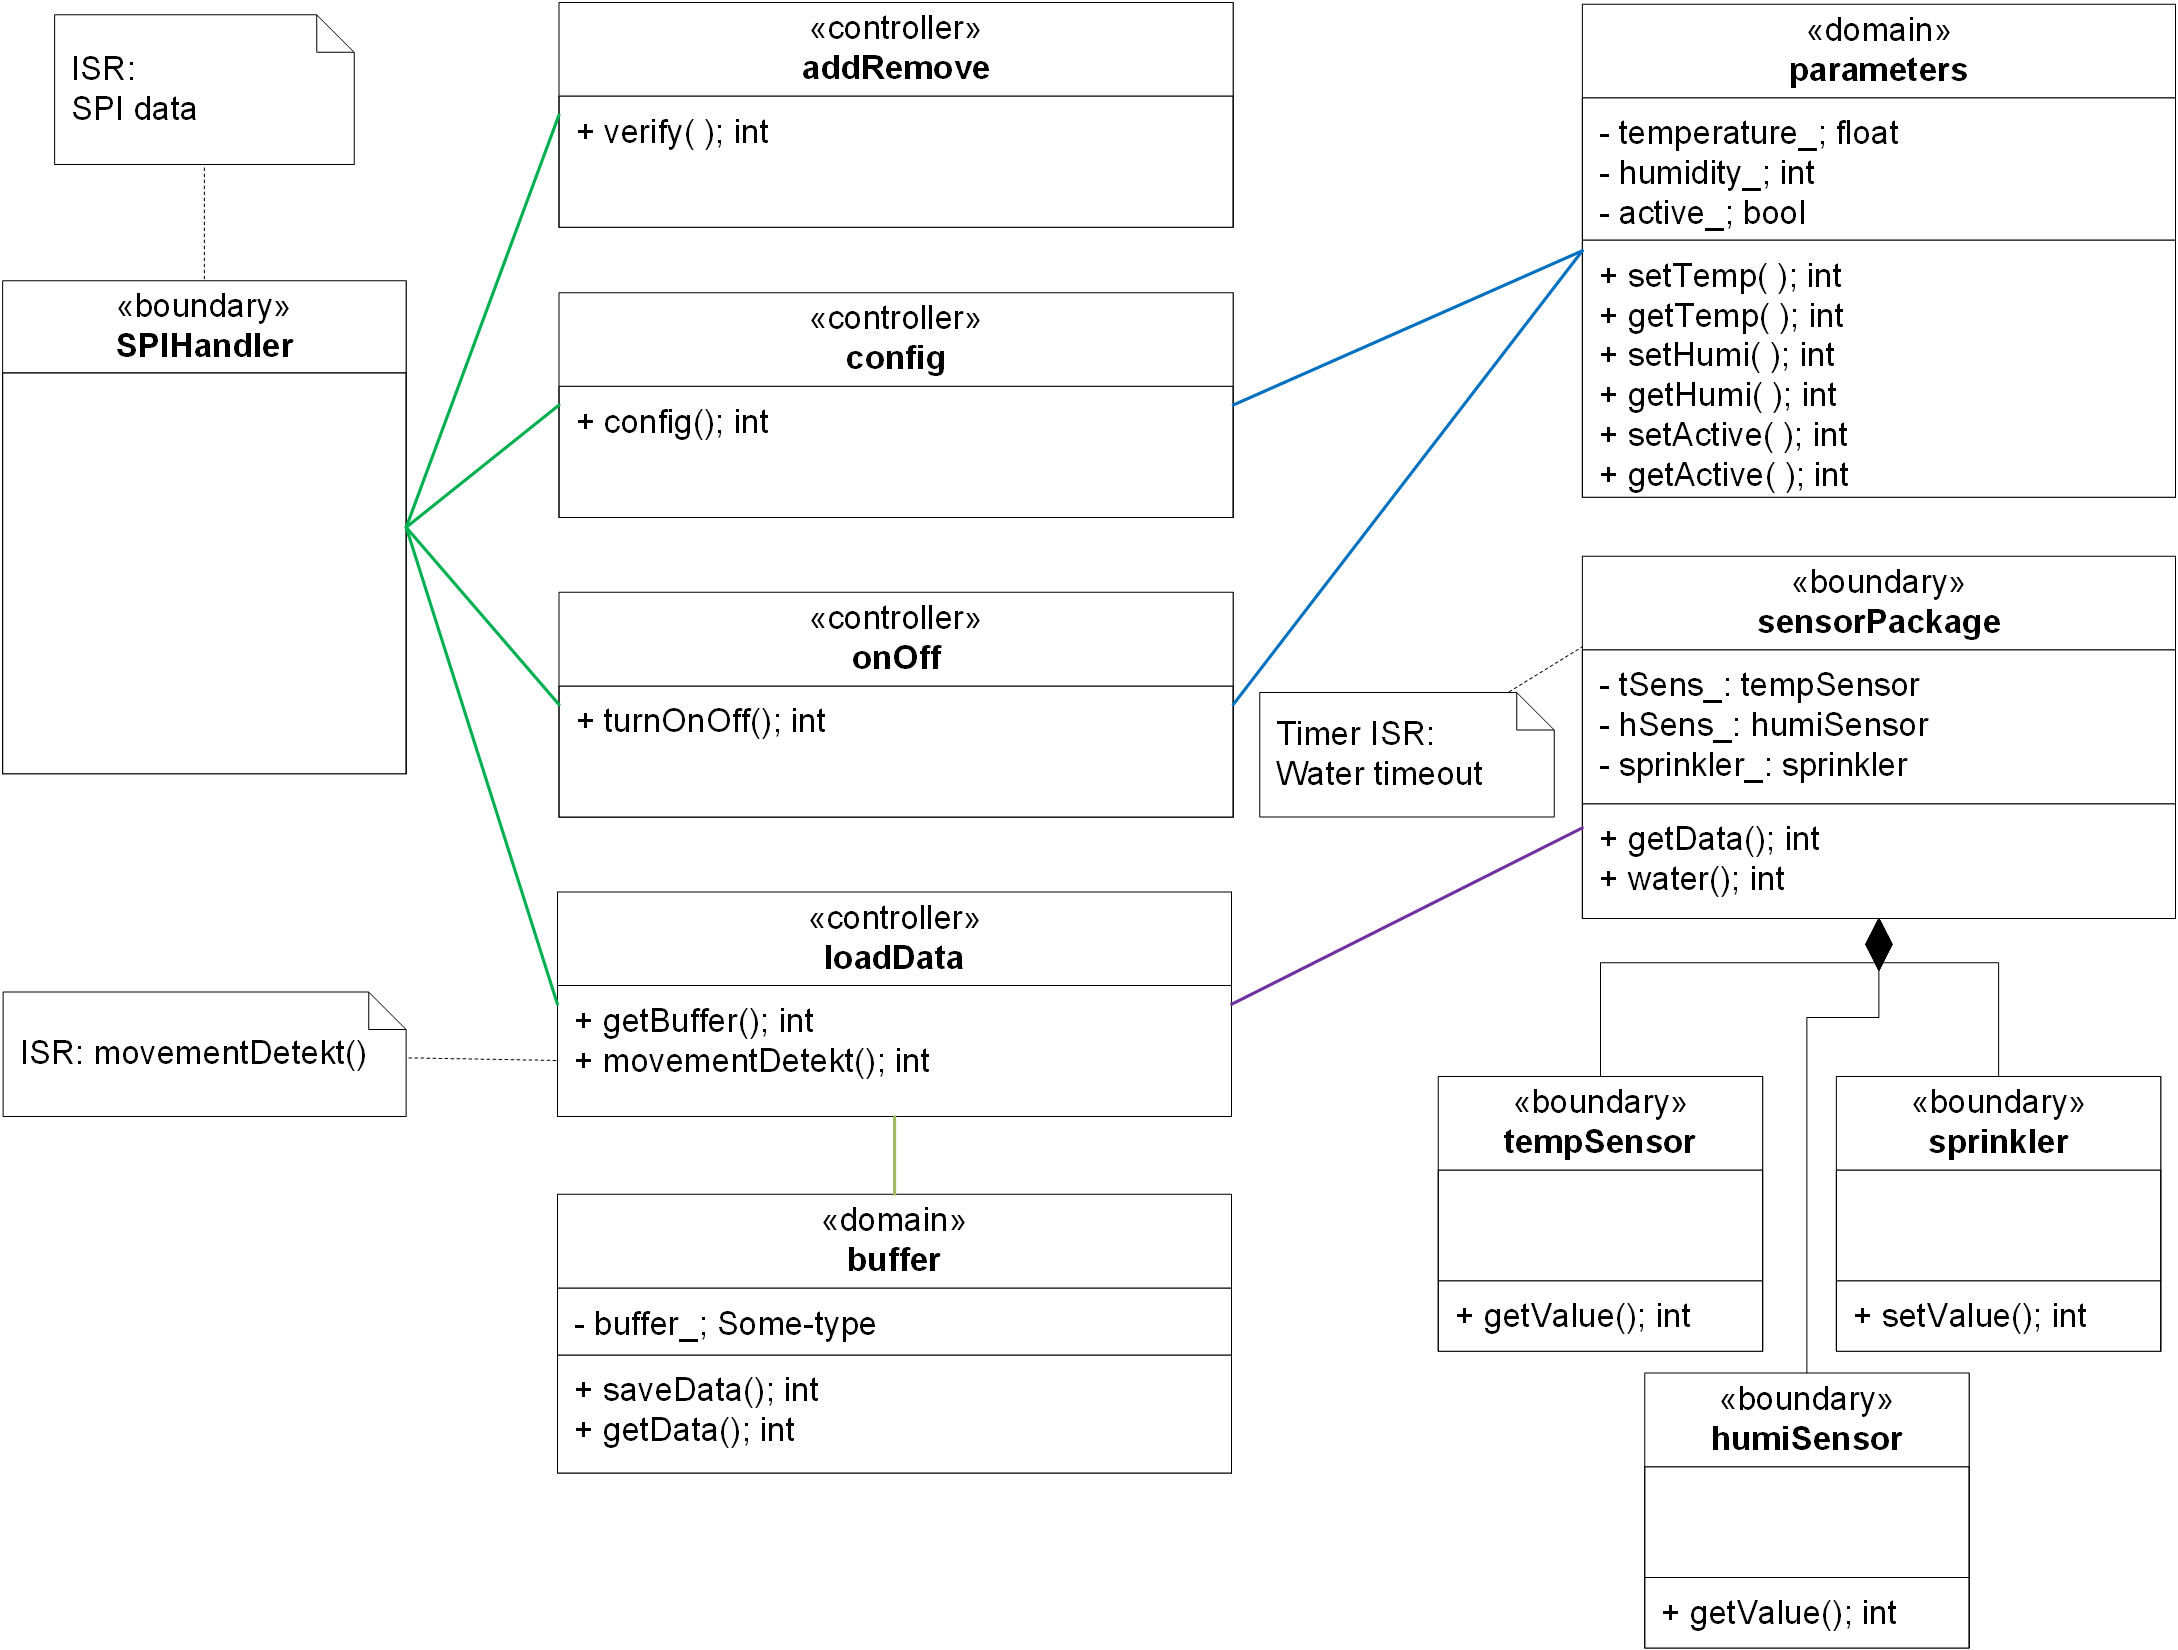 ISR:
SPI data
«boundary»
SPIHandler
«controller»
addRemove
+ verify( ); int
«controller»
config
+ config(); int
«controller»
onOff
+ turnOnOff(); int
«controller»
loadData
+ getBuffer(); int
+ movementDetekt(); int
ISR: movementDetekt()
«domain»
buffer
- buffer_; Some-type
+ saveData(); int
+ getData(); int
«domain»
parameters
- temperature_; float
- humidity_; int
- active_; bool
+ setTemp( ); int
+ getTemp( ); int
+ setHumi( ); int
+ getHumi( ); int
+ setActive( ); int
+ getActive( ); int
«boundary»
sensorPackage
- tSens_: tempSensor
- hSens_: humiSensor
- sprinkler_: sprinkler
+ getData(); int
+ water(); int
Timer ISR:
Water timeout
«boundary»
tempSensor
+ getValue(); int
«boundary»
sprinkler
+ setValue(); int
«boundary»
humiSensor
+ getValue(); int